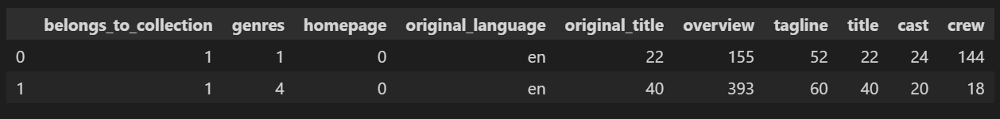 belongs_to_collection genres homepage original_language original_title overview tagline title cast crew
0 1 1 0 en 22 155 52 22 24 144
1 1 4 0 en 40 393 60 40 20 18